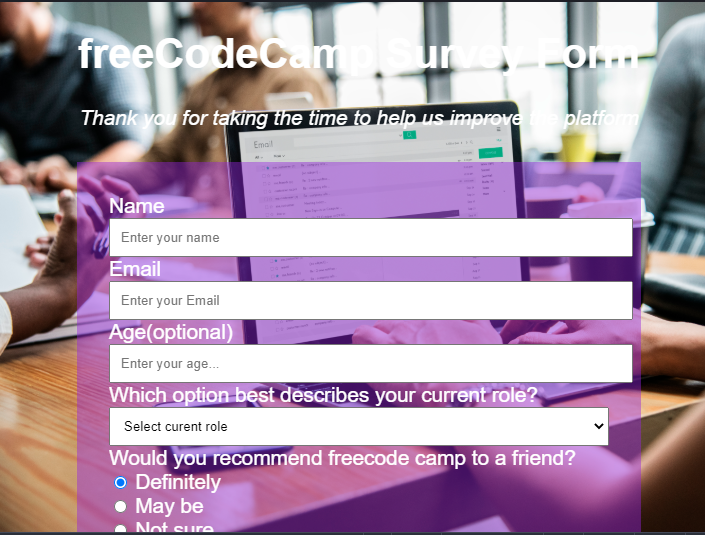 freeCodeCamp Survey Form
Thank you for taking the time to help us improve the platform
Email
Name
Enter your name
Email
Enter your Email
Age(optional)
Enter your age...
Which option best describes your current role?
Select curent role
Would you recommend freecode camp to a friend?
Definitely
May be
Not sure